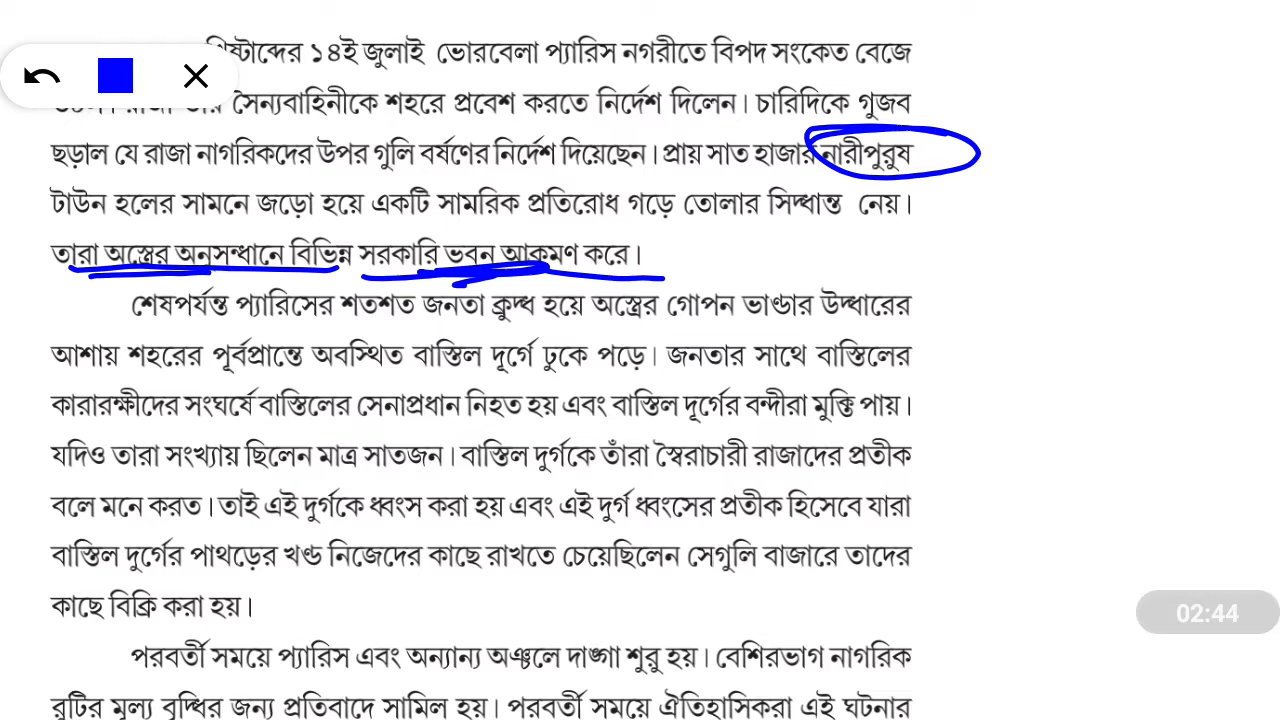 ১৪ই জুলাই ভোরবেলা প্যারিস নগরীতে বিপদ সংকেত বেজে
সৈন্যবাহিনীকে শহরে প্রবেশ করতে নির্দেশ দিলেন। চারিদিকে গুজব
ছড়াল যে রাজা নাগরিকদের উপর গুলি বর্ষণের নির্দেশ দিয়েছেন। প্রায় সাত হাজার নারীপুরুষ
টাউন হলের সামনে জড়ো হয়ে একটি সামরিক প্রতিরোধ গড়ে তোলার সিদ্ধান্ত নেয়।
তারা অস্ত্রের অনুসন্ধানে বিভিন্ন সরকারি ভবন আক্রমণ করে।
শেষপর্যন্ত প্যারিসের শতশত জনতা ক্রুদ্ধ হয়ে অস্ত্রের গোপন ভাণ্ডার উদ্ধারের
আশায় শহরের পূর্বপ্রান্তে অবস্থিত বাস্তিল দূর্গে ঢুকে পড়ে। জনতার সাথে বাস্তিলের
কারারক্ষীদের সংঘর্ষে বাস্তিলের সেনাপ্রধান নিহত হয় এবং বাস্তিল দূর্গের বন্দীরা মুক্তি পায়।
যদিও তারা সংখ্যায় ছিলেন মাত্র সাতজন। বাস্তিল দুর্গকে তাঁরা স্বৈরাচারী রাজাদের প্রতীক
বলে মনে করত। তাই এই দুর্গকে ধ্বংস করা হয় এবং এই দুর্গ ধ্বংসের প্রতীক হিসেবে যারা
বাস্তিল দুর্গের পাথড়ের খণ্ড নিজেদের কাছে রাখতে চেয়েছিলেন সেগুলি বাজারে তাদের
কাছে বিক্রি করা হয়।
পরবর্তী সময়ে প্যারিস এবং অন্যান্য অঞ্চলে দাঙ্গা শুরু হয়। বেশিরভাগ নাগরিক
রুটির মূল্য বৃদ্ধির জন্য প্রতিবাদে সামিল হয়। পরবর্তী সময়ে ঐতিহাসিকরা এই ঘটনার
02:44